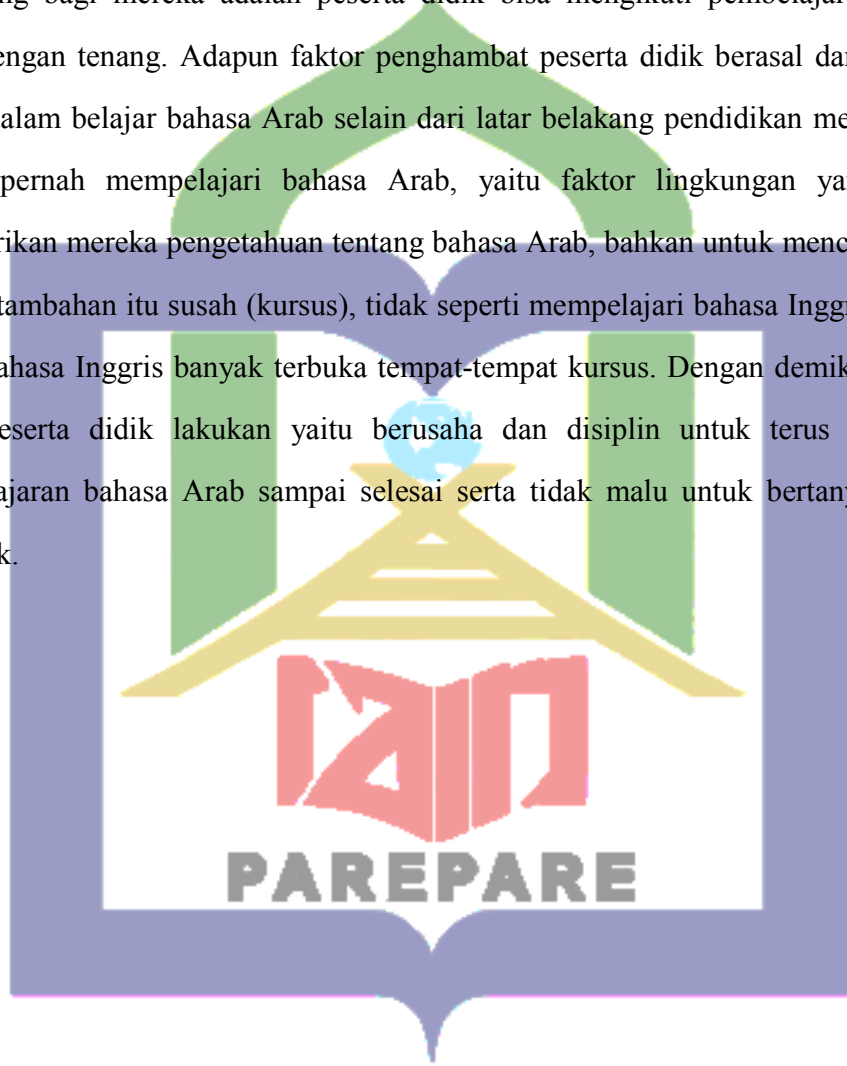 ng bagi mereka adalah peserta didik bisa mengikuti pembelajar
engan tenang. Adapun faktor penghambat peserta didik berasal dar
alam belajar bahasa Arab selain dari latar belakang pendidikan me
pernah mempelajari bahasa Arab, yaitu faktor lingkungan ya
rikan mereka pengetahuan tentang bahasa Arab, bahkan untuk menc
tambahan itu susah (kursus), tidak seperti mempelajari bahasa Inggr
ahasa Inggris banyak terbuka tempat-tempat kursus. Dengan demik
eserta didik lakukan yaitu berusaha dan disiplin untuk terus
ajaran bahasa Arab sampai selesai serta tidak malu untuk bertany
k.
iain
PAREPARE